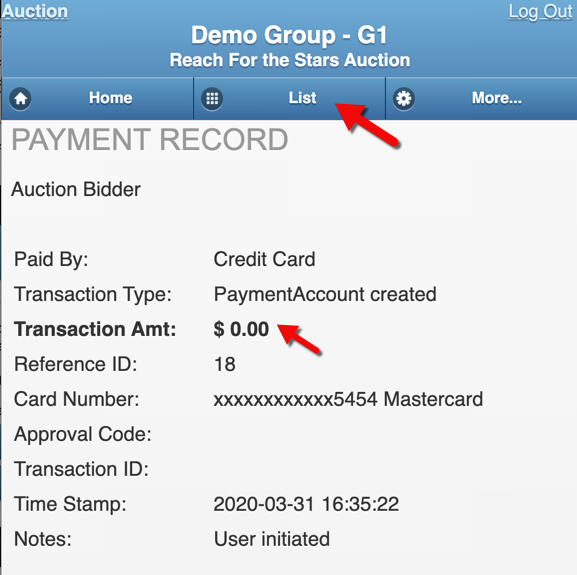 Auction Log Out
Demo Group - G1
Reach For the Stars Auction
Home List More...
PAYMENT RECORD
Auction Bidder
Paid By: Credit Card
Transaction Type: PaymentAccount created
Transaction Amt: $ 0.00
Reference ID: 18
Card Number: xxxxxxxxxxxx5454 Mastercard
Approval Code:
Transaction ID:
Time Stamp: 2020-03-31 16:35:22
Notes: User initiated